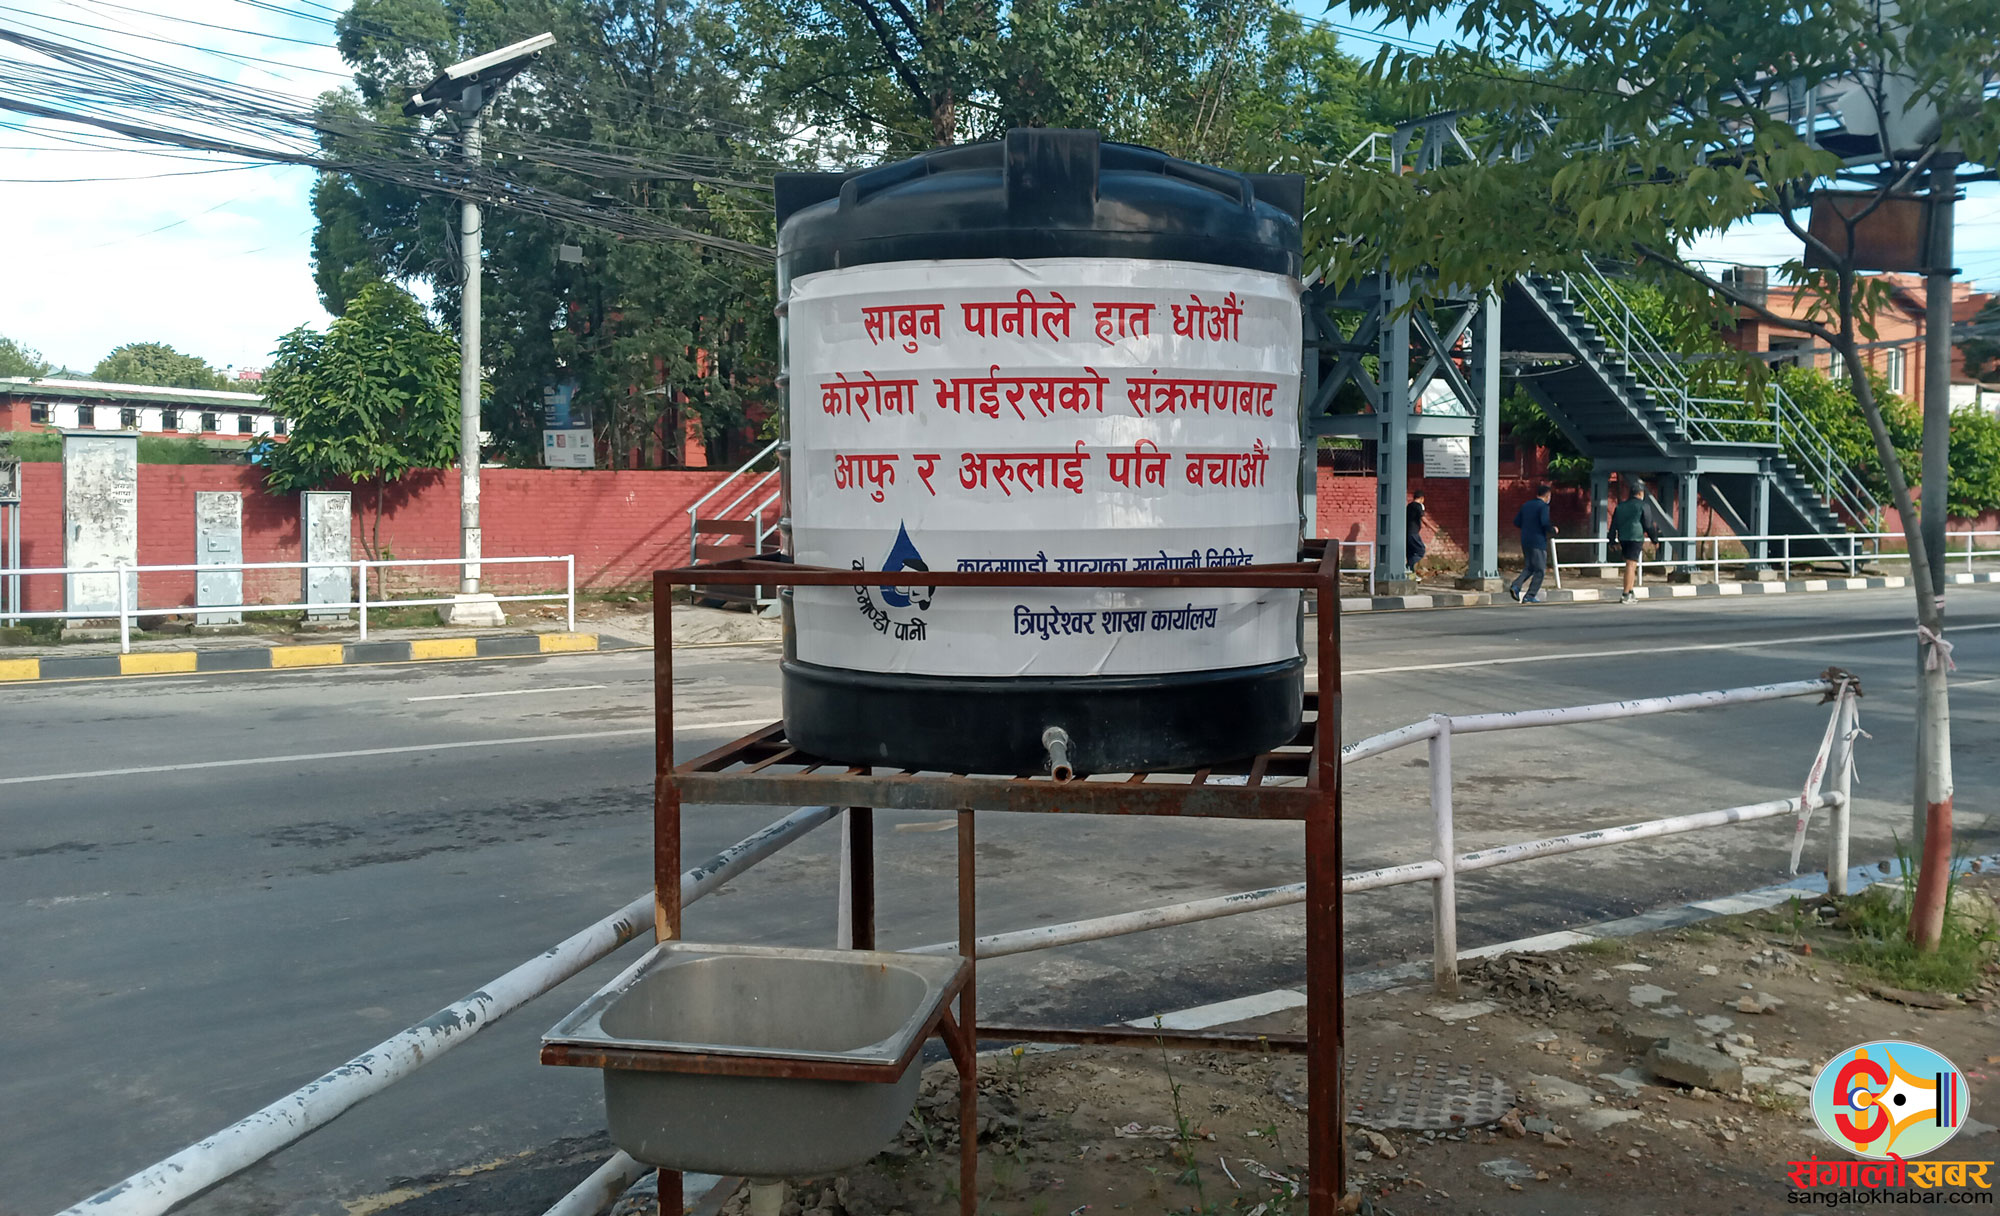 साबुन पानीले हात धोऔं
कोरोना भाईरसको संक्रमणबाट
आफु र अरुलाई पनि बचाऔं
काठमाण्डौ उपत्यका खानेपानी लिमिटेड
त्रिपुरेश्वर शाखा कार्यालय
काठमाण्डौ पानी
संगालोखबर
sangalokhabar.com